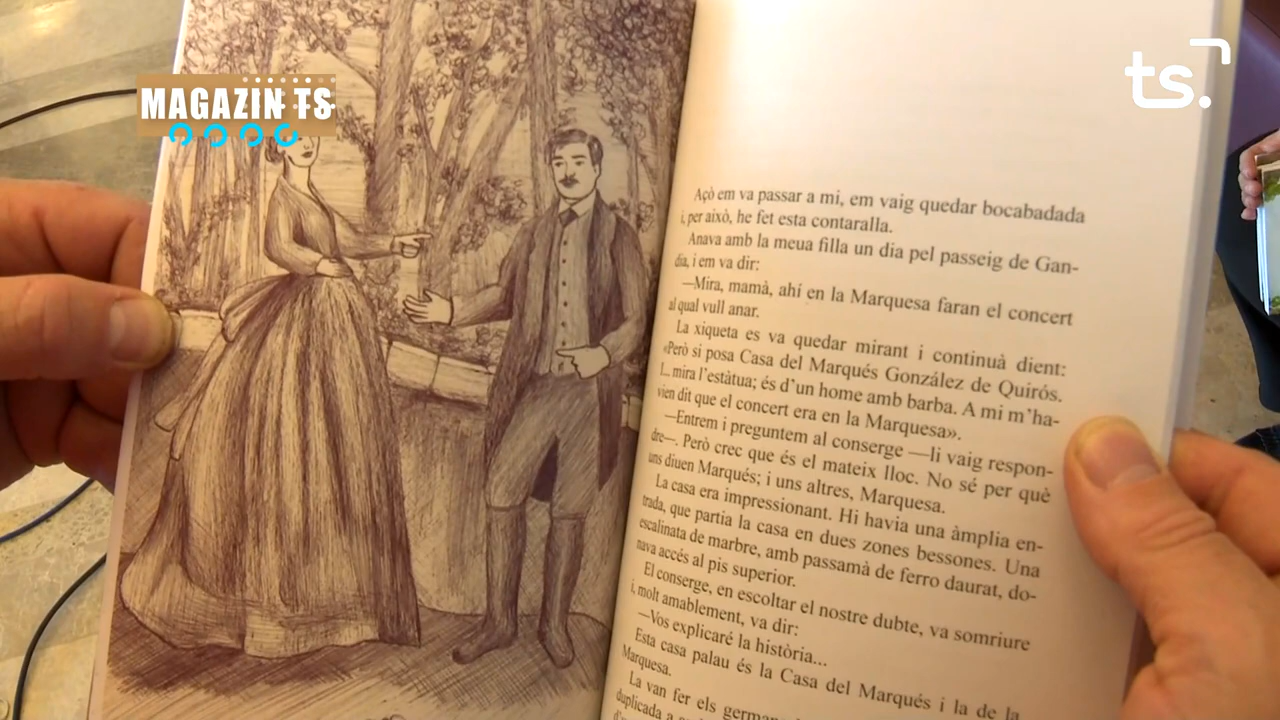 MAGAZIN TS
ts.
Açò em va passar a mi, em vaig quedar bocabadada
i, per això, he fet esta contaralla.
Anava amb la meua filla un dia pel passeig de Gan-
dia, i em va dir:
—Mira, mamà, ahí en la Marquesa faran el concert
al qual vull anar.
La xiqueta es va quedar mirant i continuà dient:
«Però si posa Casa del Marqués González de Quirós.
I... mira l'estàtua; és d'un home amb barba. A mi m'ha-
vien dit que el concert era en la Marquesa».
—Entrem i preguntem al conserge —li vaig respon-
dre—. Però crec que és el mateix lloc. No sé per què
uns diuen Marqués; i uns altres, Marquesa.
La casa era impressionant. Hi havia una àmplia en-
trada, que partia la casa en dues zones bessones. Una
escalinata de marbre, amb passamà de ferro daurat, do-
nava accés al pis superior.
El conserge, en escoltar el nostre dubte, va somriure
i, molt amablement, va dir:
—Vos explicaré la història...
Esta casa palau és la Casa del Marqués i la de la
Marquesa.
La van fer els
duplicada a